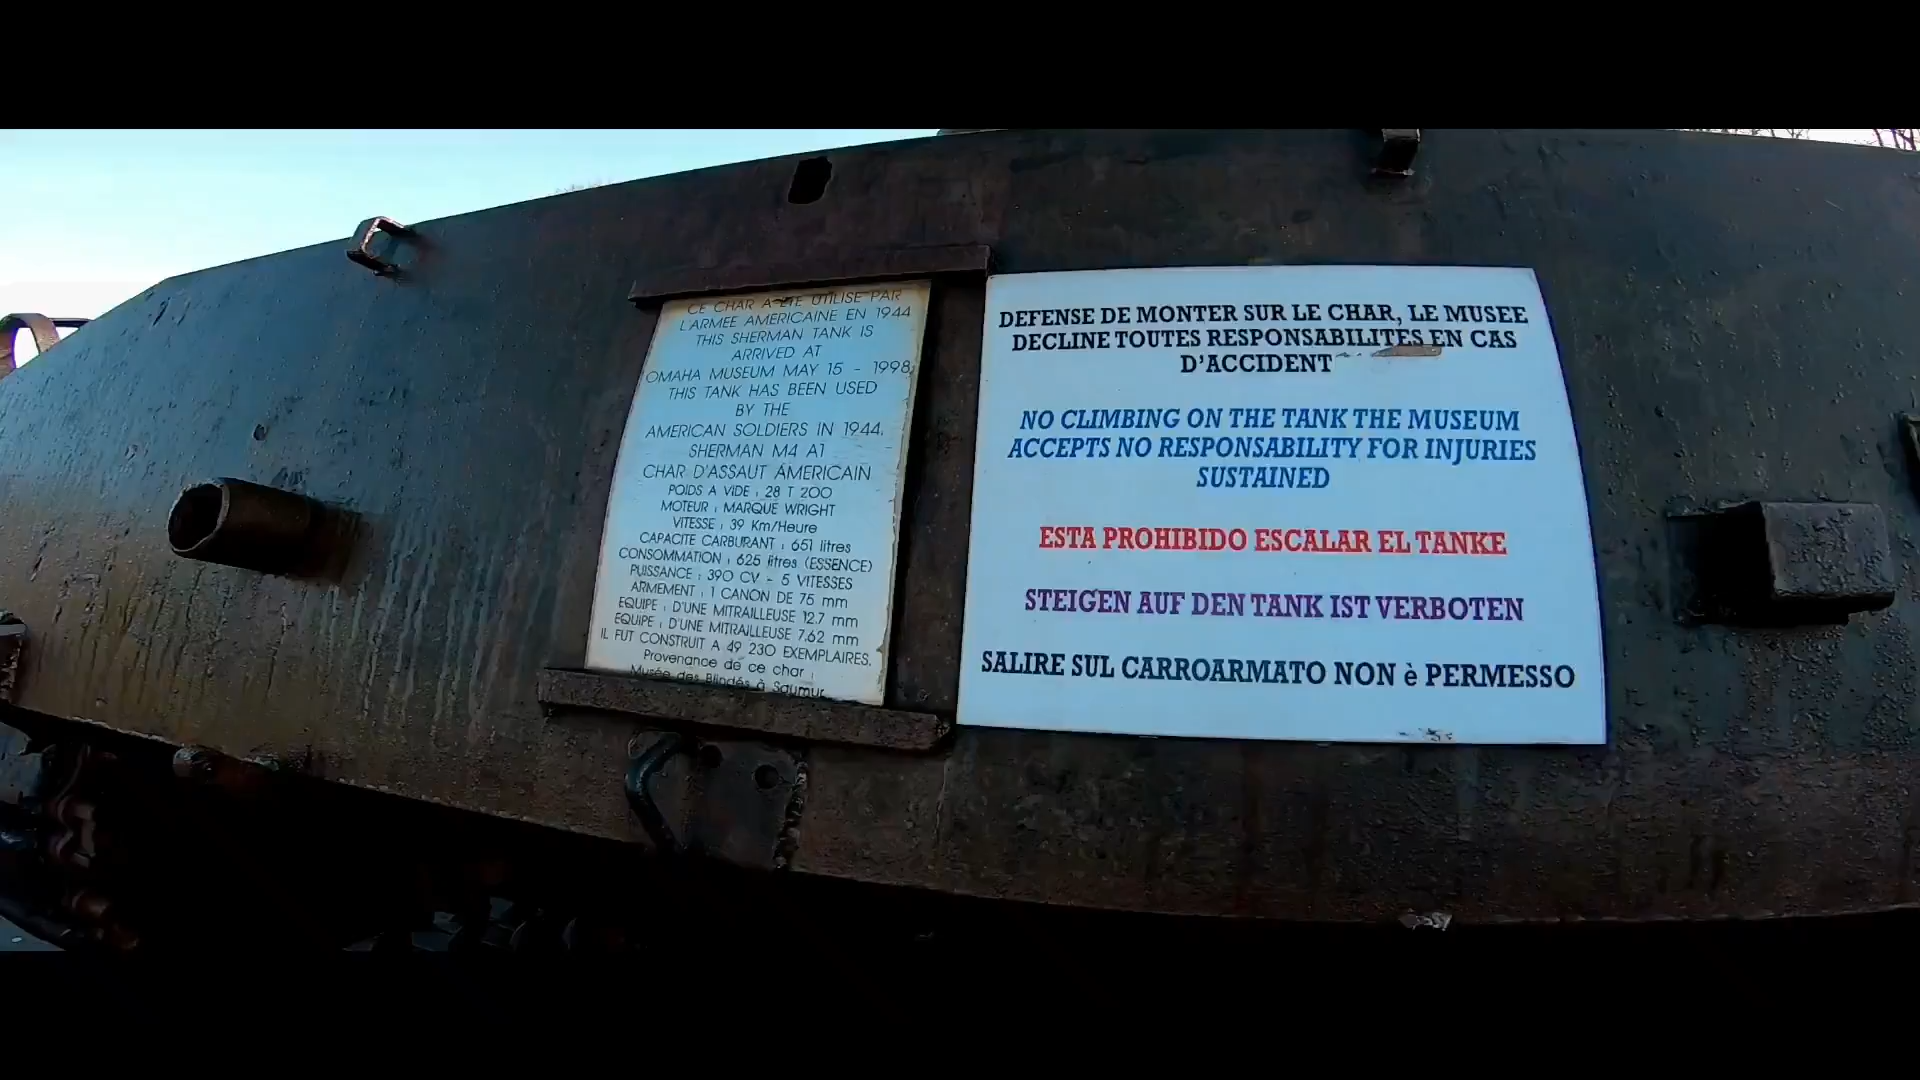 CE CHAR A ETE UTILISE PAR
L'ARMEE AMERICAINE EN 1944
THIS SHERMAN TANK IS
ARRIVED AT
OMAHA MUSEUM MAY 15 - 1998
THIS TANK HAS BEEN USED
BY THE
AMERICAN SOLDIERS IN 1944.
SHERMAN M4 A1
CHAR D'ASSAUT AMERICAIN
POIDS A VIDE : 28 T 200
MOTEUR : MARQUE WRIGHT
VITESSE : 39 Km/Heure
CAPACITE CARBURANT : 651 litres
CONSOMMATION : 625 litres (ESSENCE)
PUISSANCE : 390 CV - 5 VITESSES
ARMEMENT : 1 CANON DE 75 mm
EQUIPE : D'UNE MITRAILLEUSE 12.7 mm
EQUIPE : D'UNE MITRAILLEUSE 7.62 mm
IL FUT CONSTRUIT A 49 230 EXEMPLAIRES.
Provenance de ce char :
Musée des Blindés à Saumur
DEFENSE DE MONTER SUR LE CHAR, LE MUSEE
DECLINE TOUTES RESPONSABILITES EN CAS
D'ACCIDENT
NO CLIMBING ON THE TANK THE MUSEUM
ACCEPTS NO RESPONSABILITY FOR INJURIES
SUSTAINED
ESTA PROHIBIDO ESCALAR EL TANKE
STEIGEN AUF DEN TANK IST VERBOTEN
SALIRE SUL CARROARMATO NON è PERMESSO